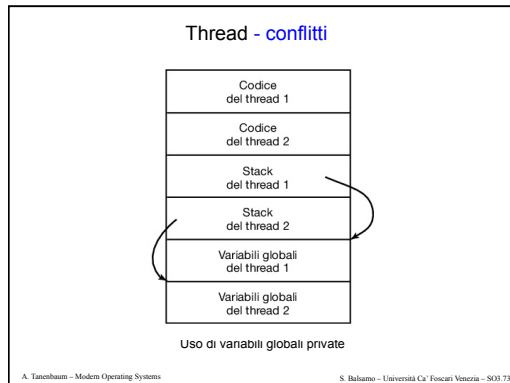 Thread - conflitti
Codice
del thread 1
Codice
del thread 2
Stack
del thread 1
Stack
del thread 2
Variabili globali
del thread 1
Variabili globali
del thread 2
Uso di variabili globali private
A. Tanenbaum – Modern Operating Systems
S. Balsamo – Università Ca' Foscari Venezia – SO3.73